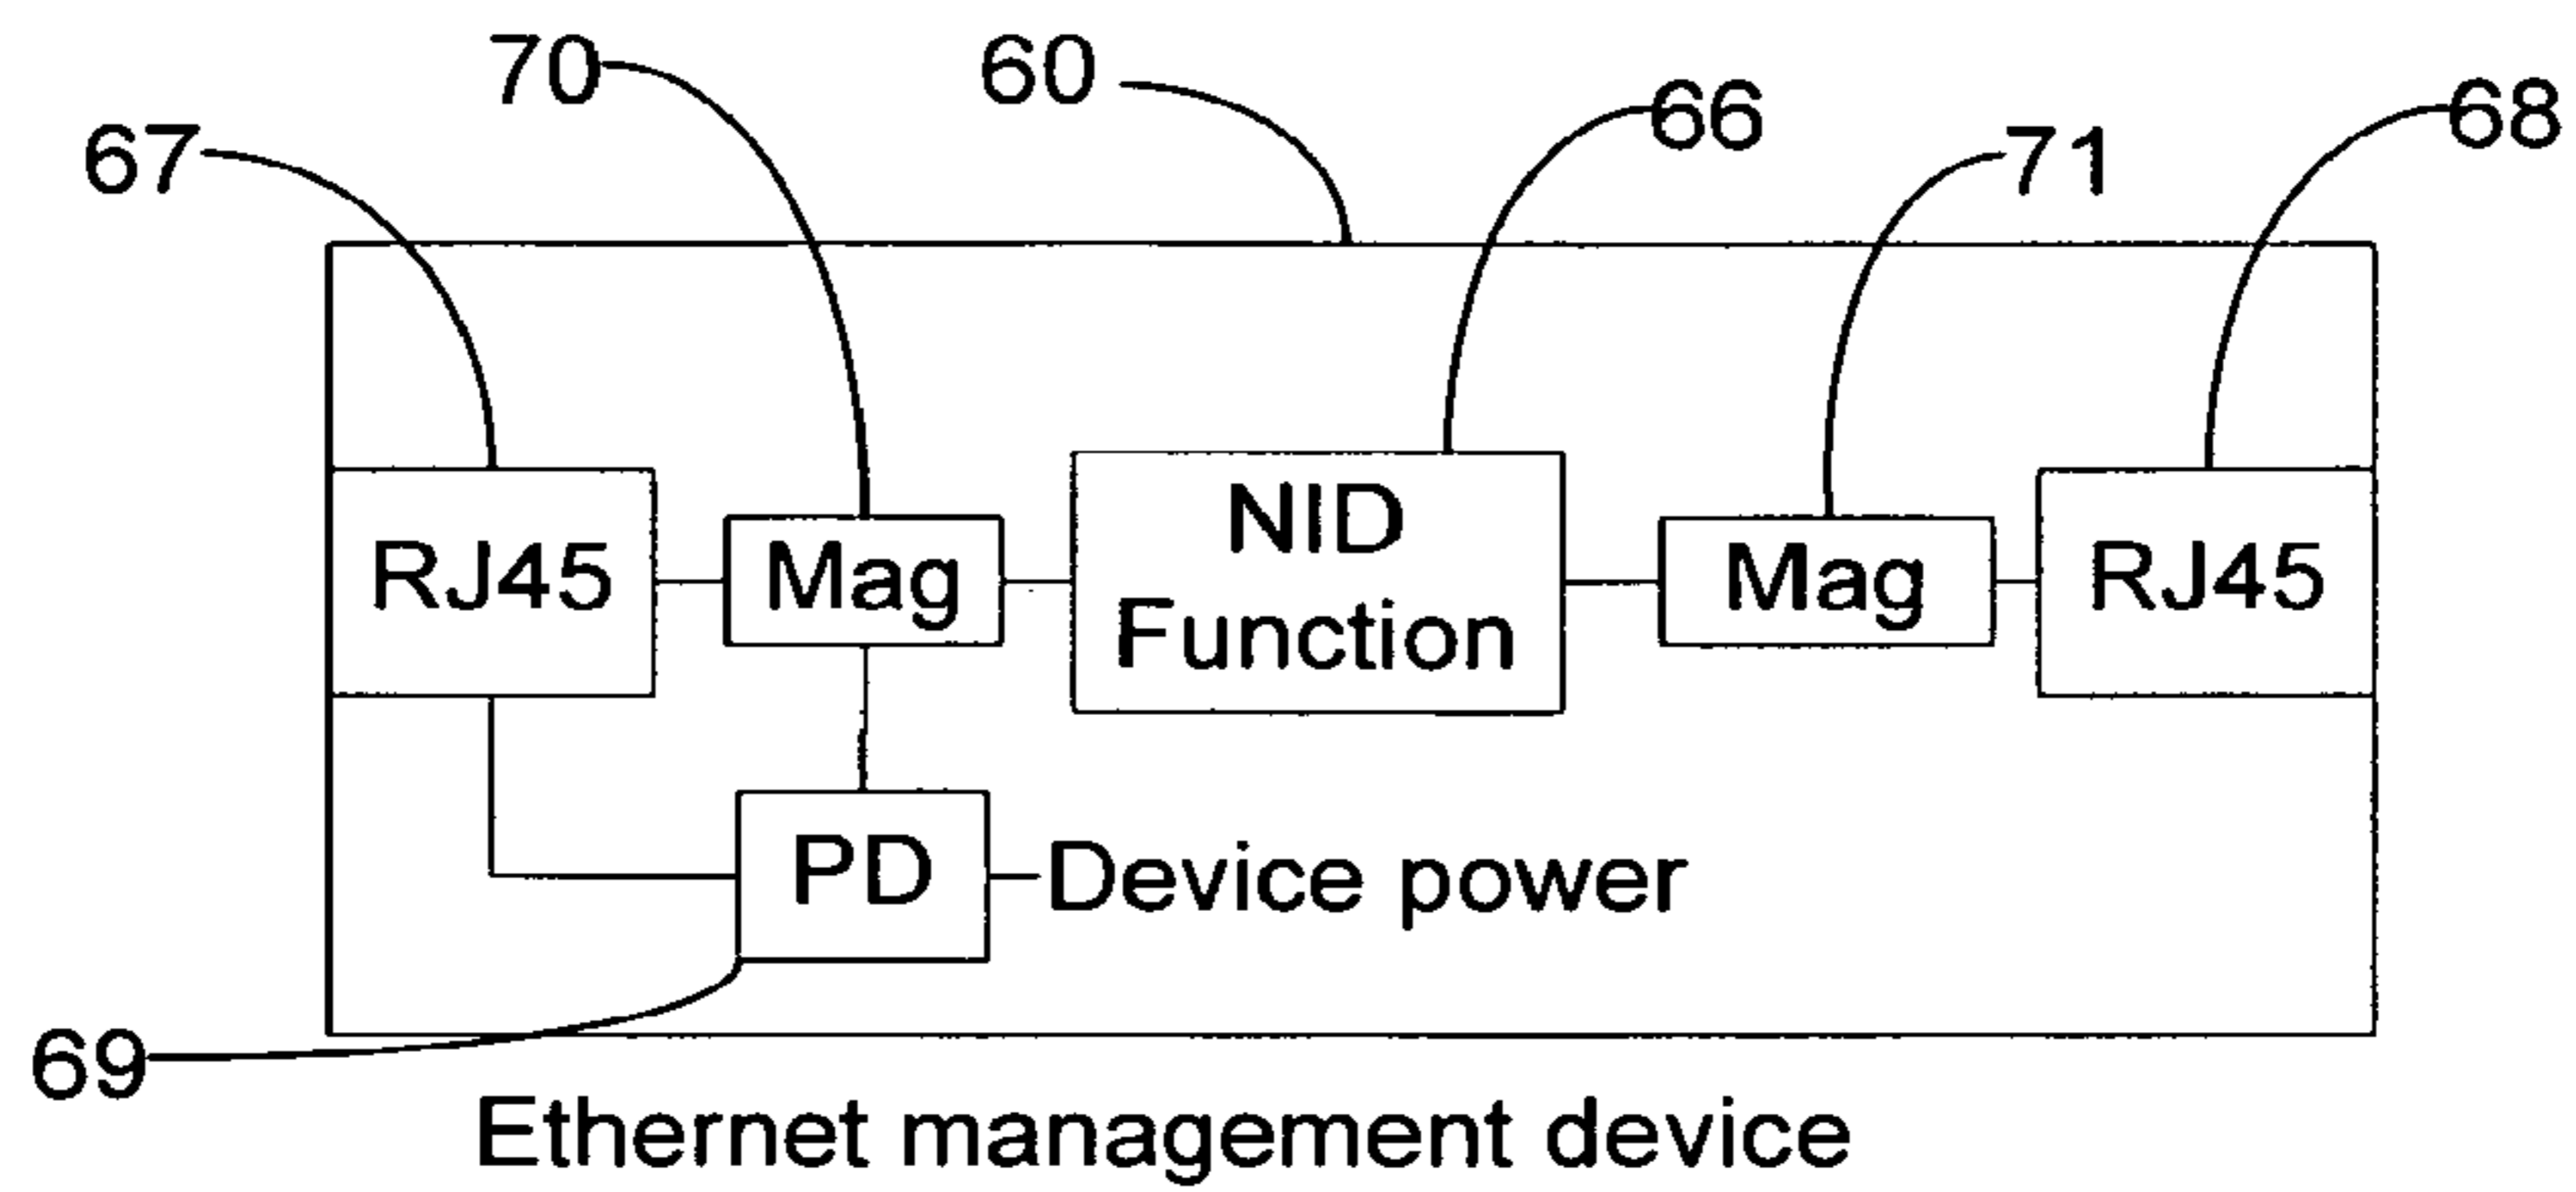 70
60
66
67
71
68
RJ45
Mag
NID
Function
Mag
RJ45
PD
Device power
69
Ethernet management device